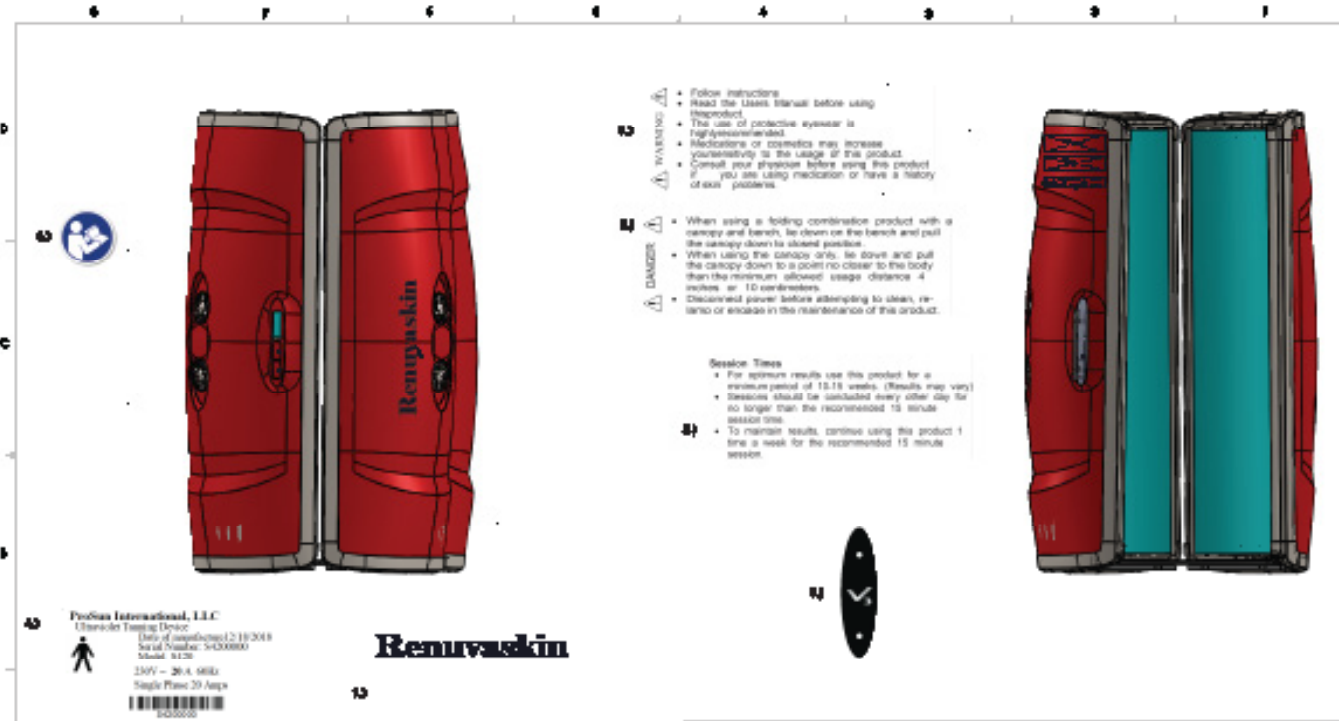 WARNING
• Follow instructions
• Read the Users Manual before using
thisproduct.
• The use of protective eyewear is
highlyrecommended.
• Medications or cosmetics may increase
yoursensitivity to the usage of this product.
• Consult your physician before using this product
if you are using medication or have a history
of skin problems.
DANGER
• When using a folding combination product with a
canopy and bench, lie down on the bench and pull
the canopy down to closed position.
• When using the canopy only, lie down and pull
the canopy down to a point no closer to the body
than the minimum allowed usage distance 4
inches or 10 centimeters.
• Disconnect power before attempting to clean, re-
lamp or engage in the maintenance of this product.
Renuvaskin
Session Times
• For optimum results use this product for a
minimum period of 10-15 weeks. (Results may vary)
• Sessions should be conducted every other day for
no longer than the recommended 15 minute
session time.
• To maintain results, continue using this product 1
time a week for the recommended 15 minute
session.
ProSun International, LLC
Ultraviolet Tanning Device
Date of manufacture12/18/2018
Serial Number: S4200000
Model:
230V ~ 20 A, 60Hz
Single Phase 20 Amps
Renuvaskin